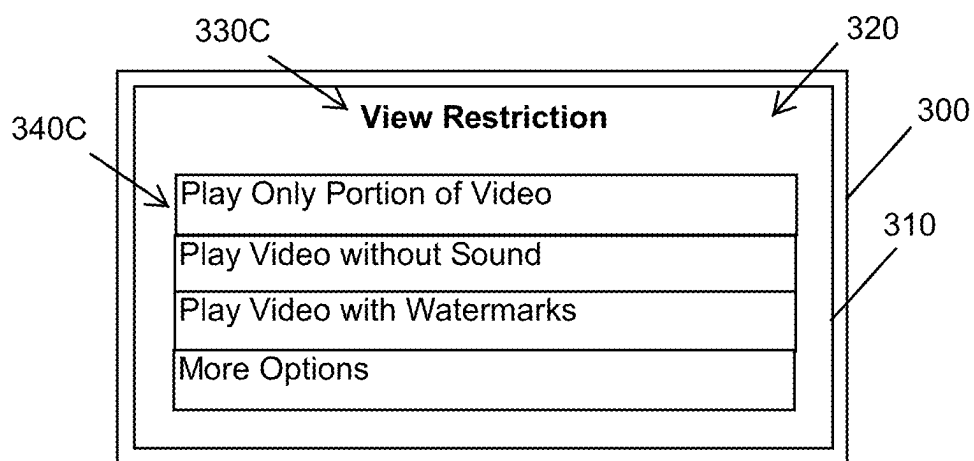 330C
320
View Restriction
300
340C
Play Only Portion of Video
310
Play Video without Sound
Play Video with Watermarks
More Options